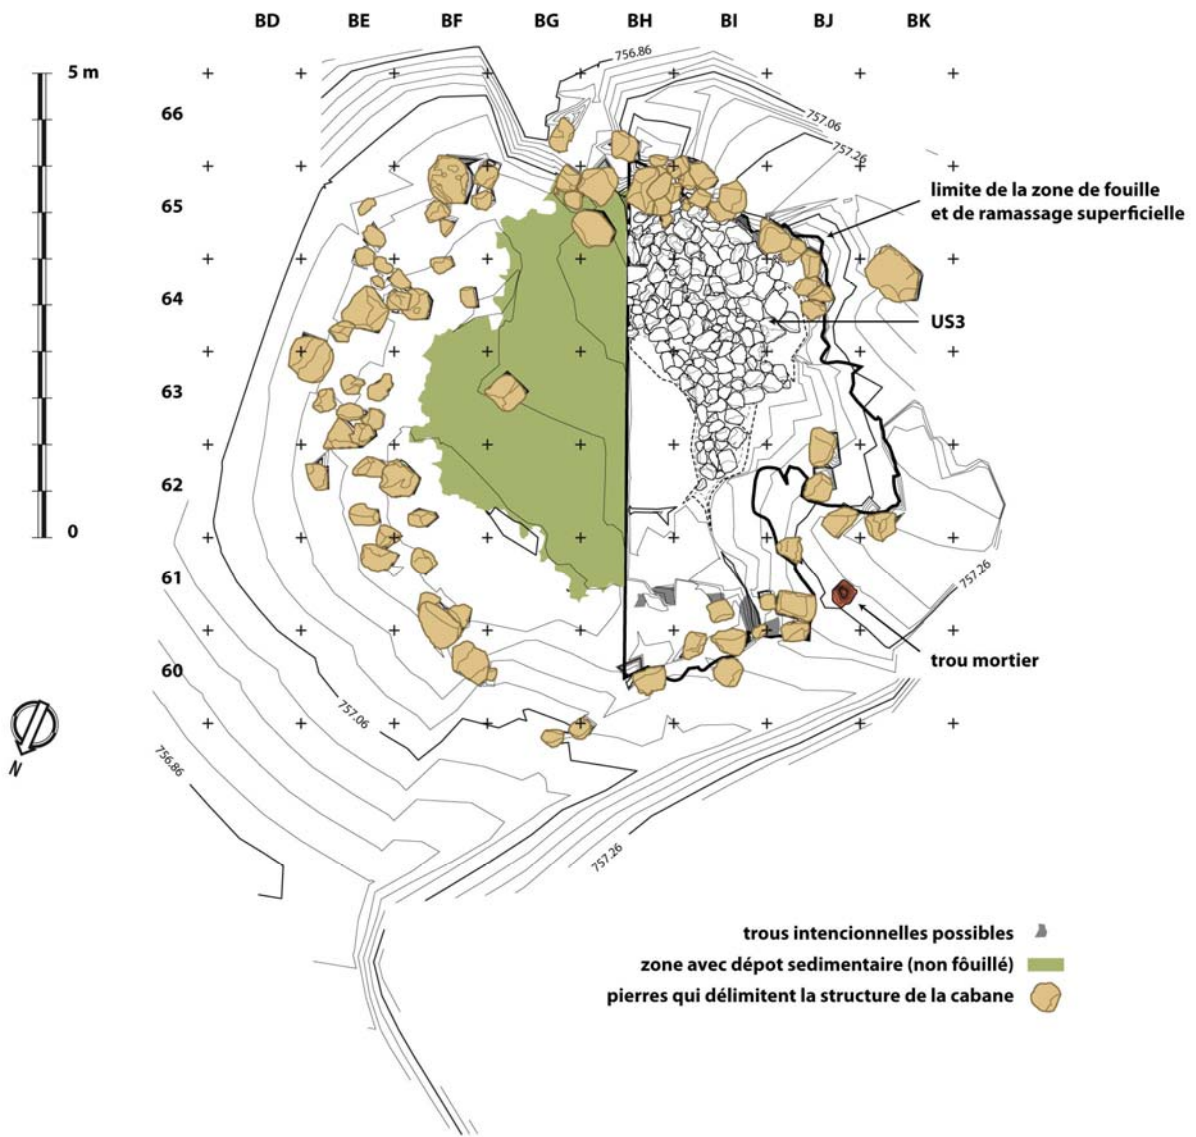 BD BE BF BG BH BI BJ BK
5 m
756.86
66
757.06
757.26
limite de la zone de fouille
et de ramassage superficielle
65
64
US3
63
62
0
61
757.26
trou mortier
60
757.06
756.86
N
757.26
trous intencionnelles possibles
zone avec dépot sedimentaire (non fôuillé)
pierres qui délimitent la structure de la cabane